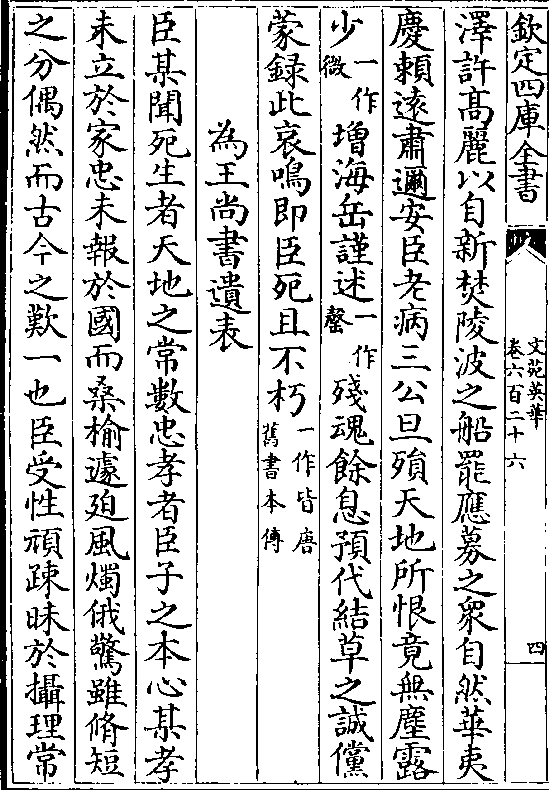 欽定四庫全書
文苑英華
卷六百二十六
四
澤許髙麗以自新焚陵波之船罷應募之衆自然華夷
慶頼逺肅邇安臣老病三公旦殞天地所恨竟無塵露
少一作微増海岳謹述一作罄殘魂餘息預代結草之誠儻
蒙録此哀鳴即臣死且不朽一作皆唐舊書本傳
為王尚書遺表
臣某聞死生者天地之常數忠孝者臣子之本心某孝
未立於家忠未報於國而桑榆遽廹風燭俄驚雖脩短
之分偶然而古今之歎一也臣受性頑踈昧於攝理常